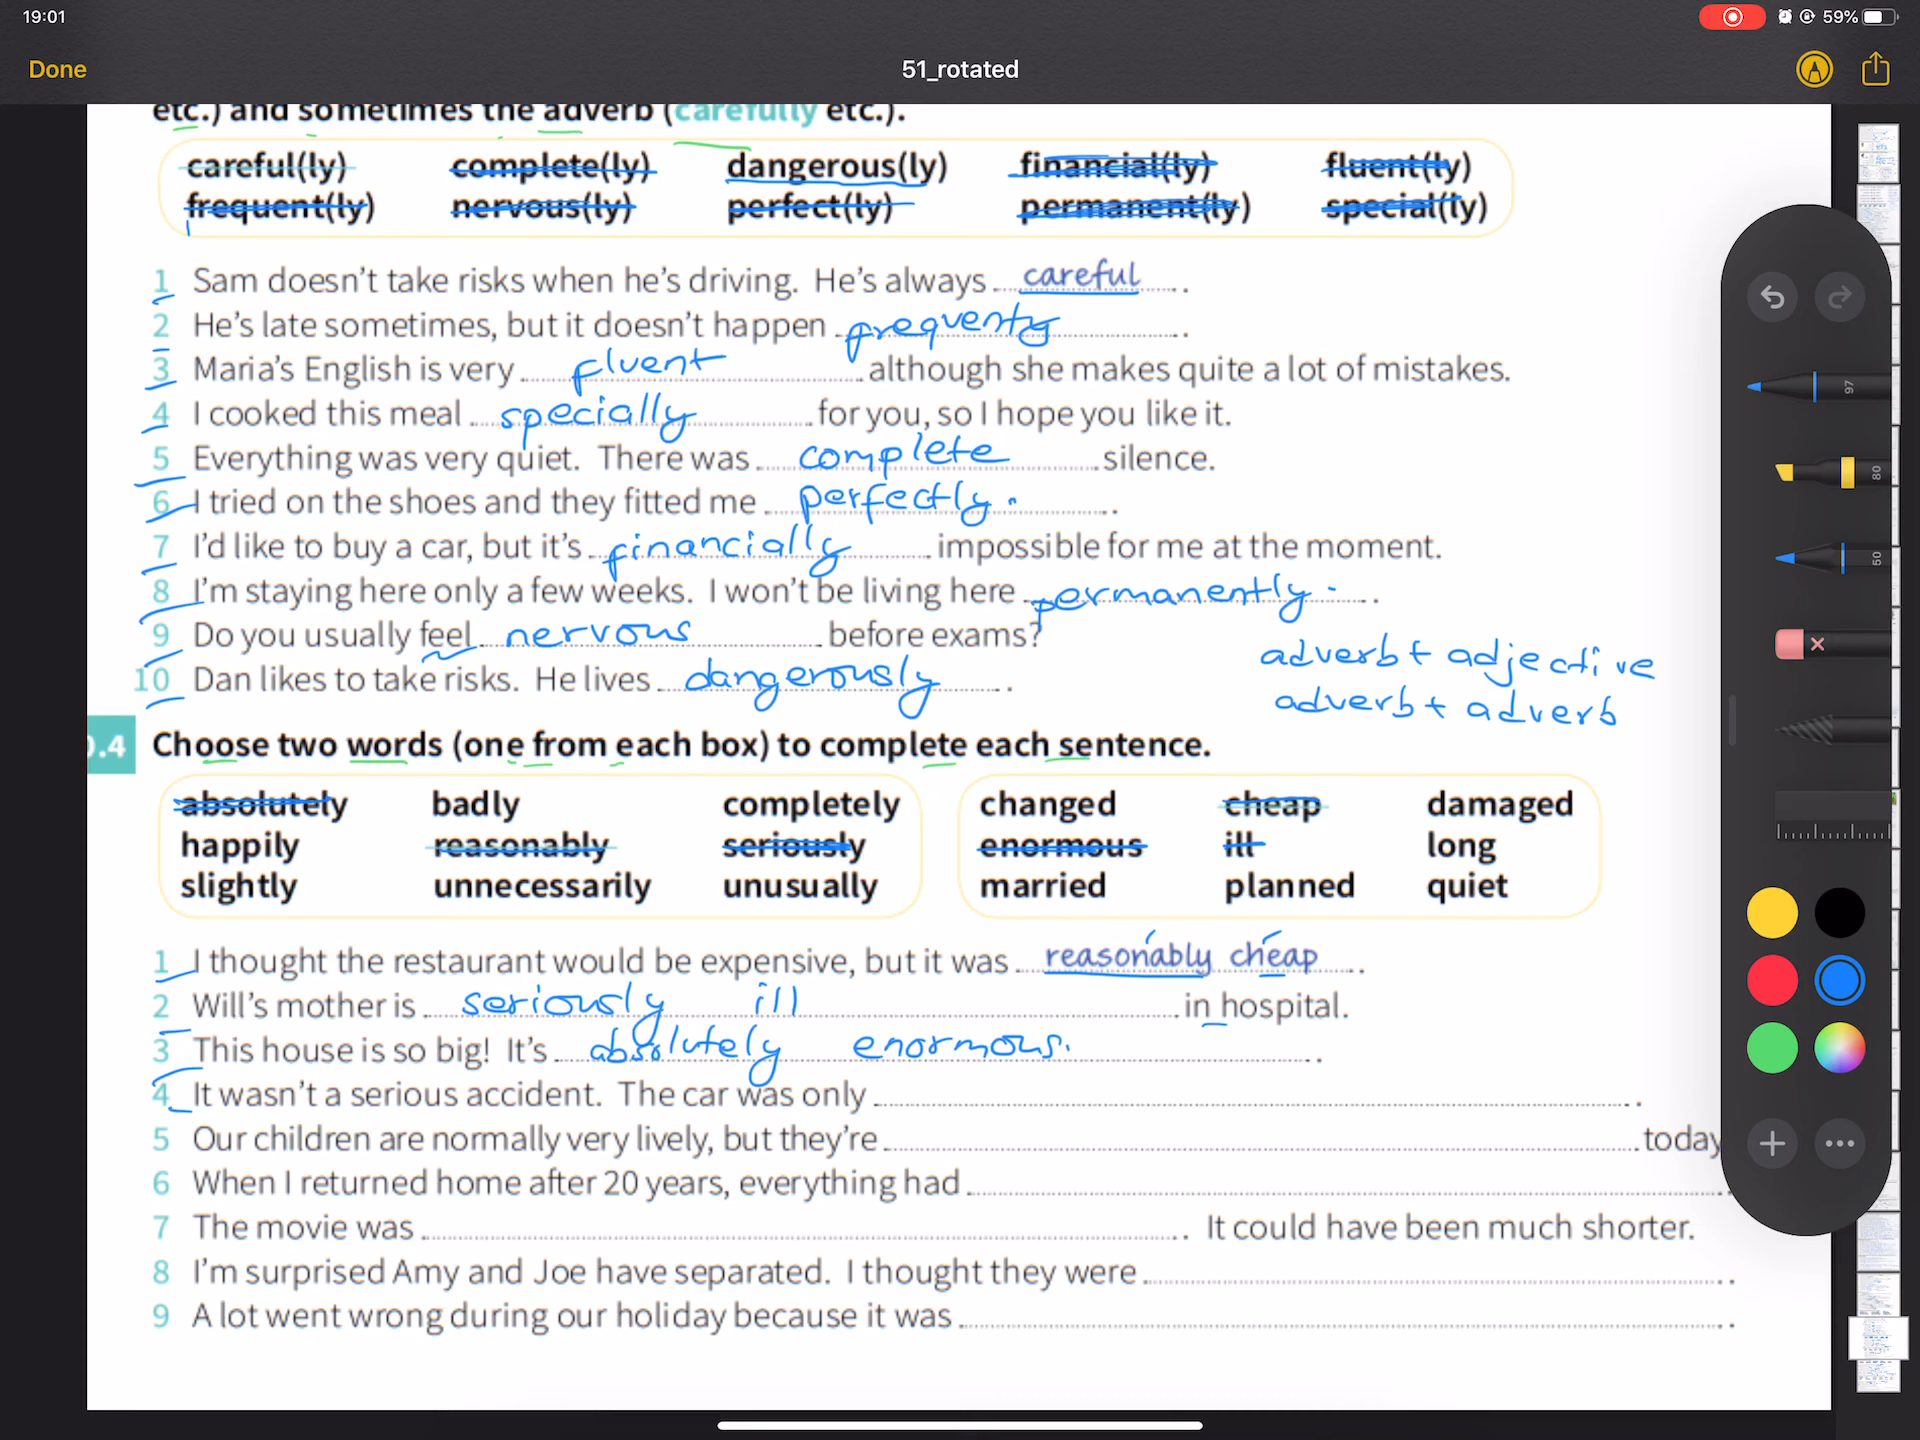 19:01
59%
Done
51_rotated
etc.) and sometimes the adverb (carefully etc.).
careful(ly) complete(ly) dangerous(ly) financial(ly) fluent(ly)
frequent(ly) nervous(ly) perfect(ly) permanent(ly) special(ly)
1 Sam doesn't take risks when he's driving. He's always careful .
2 He's late sometimes, but it doesn't happen frequenty .
3 Maria's English is very fluent although she makes quite a lot of mistakes.
4 I cooked this meal specially for you, so I hope you like it.
5 Everything was very quiet. There was complete silence.
6 I tried on the shoes and they fitted me perfectly. .
7 I'd like to buy a car, but it's financially impossible for me at the moment.
8 I'm staying here only a few weeks. I won't be living here permanently. .
9 Do you usually feel nervous before exams?
adverb + adjective
10 Dan likes to take risks. He lives dangerously .
adverb + adverb
0.4 Choose two words (one from each box) to complete each sentence.
absolutely badly completely changed cheap damaged
happily reasonably seriously enormous ill long
slightly unnecessarily unusually married planned quiet
1 I thought the restaurant would be expensive, but it was reasonably cheap .
2 Will's mother is seriously ill in hospital.
3 This house is so big! It's absolutely enormous. .
4 It wasn't a serious accident. The car was only .
5 Our children are normally very lively, but they're today
6 When I returned home after 20 years, everything had .
7 The movie was . It could have been much shorter.
8 I'm surprised Amy and Joe have separated. I thought they were .
9 A lot went wrong during our holiday because it was .
97
80
50